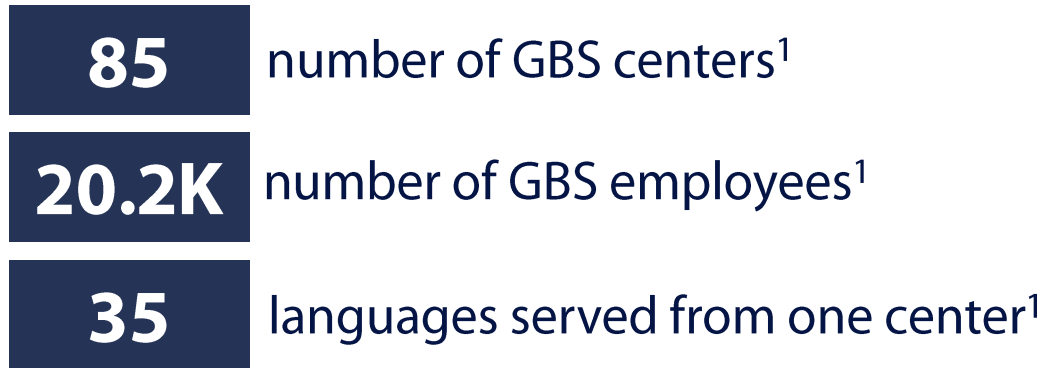 85 number of GBS centers¹
20.2K number of GBS employees¹
35 languages served from one center¹